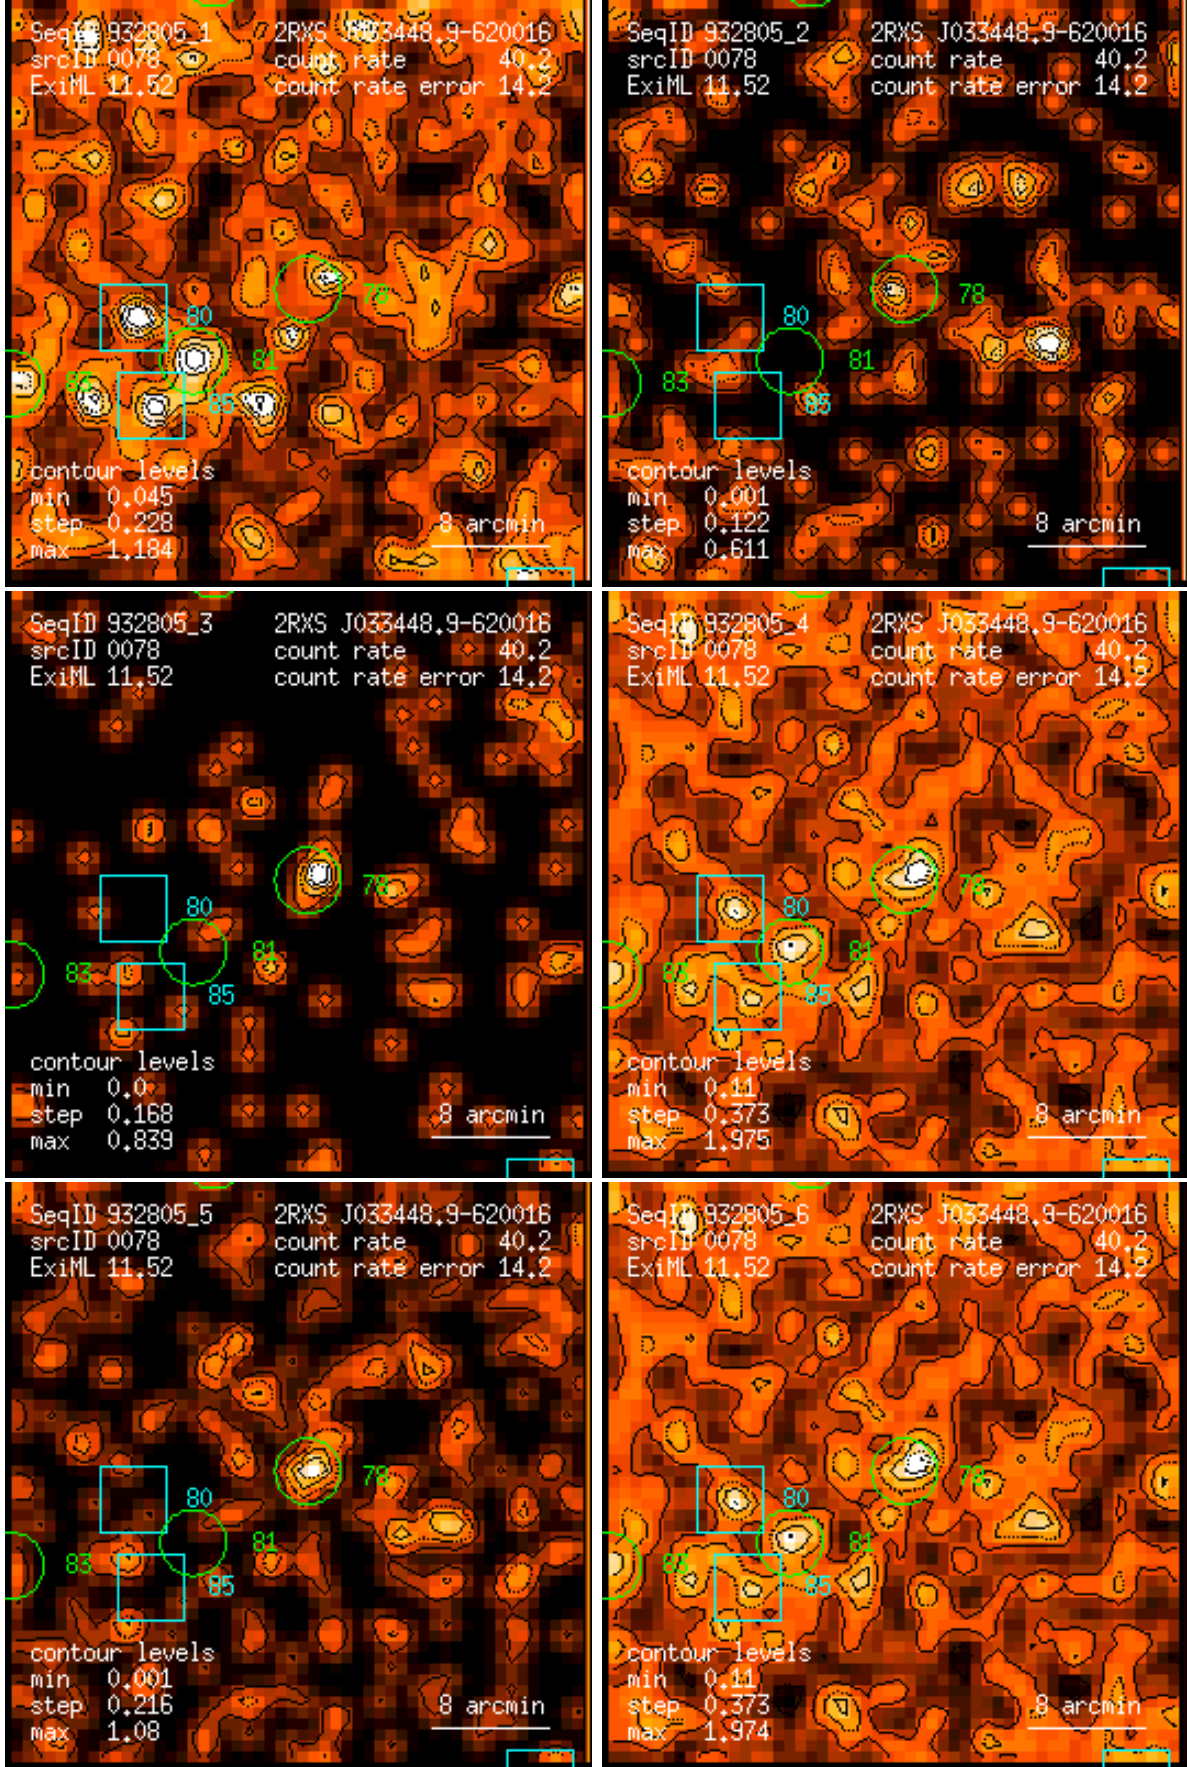 SeqID 932805_1 2RXS J033448.9-620016
srcID 0078 count rate 40.2
ExiML 11.52 count rate error 14.2
78
80
81
83
85
contour levels
min 0.045
step 0.228 8 arcmin
max 1.184
SeqID 932805_2 2RXS J033448.9-620016
srcID 0078 count rate 40.2
ExiML 11.52 count rate error 14.2
78
80
81
83
85
contour levels
min 0.001
step 0.122 8 arcmin
max 0.611
SeqID 932805_3 2RXS J033448.9-620016
srcID 0078 count rate 40.2
ExiML 11.52 count rate error 14.2
78
80
81
83
85
contour levels
min 0.0
step 0.168 8 arcmin
max 0.839
SeqID 932805_4 2RXS J033448.9-620016
srcID 0078 count rate 40.2
ExiML 11.52 count rate error 14.2
78
80
81
83
85
contour levels
min 0.11
step 0.373 8 arcmin
max 1.975
SeqID 932805_5 2RXS J033448.9-620016
srcID 0078 count rate 40.2
ExiML 11.52 count rate error 14.2
78
80
81
83
85
contour levels
min 0.001
step 0.216 8 arcmin
max 1.08
SeqID 932805_6 2RXS J033448.9-620016
srcID 0078 count rate 40.2
ExiML 11.52 count rate error 14.2
78
80
81
83
85
contour levels
min 0.11
step 0.373 8 arcmin
max 1.974